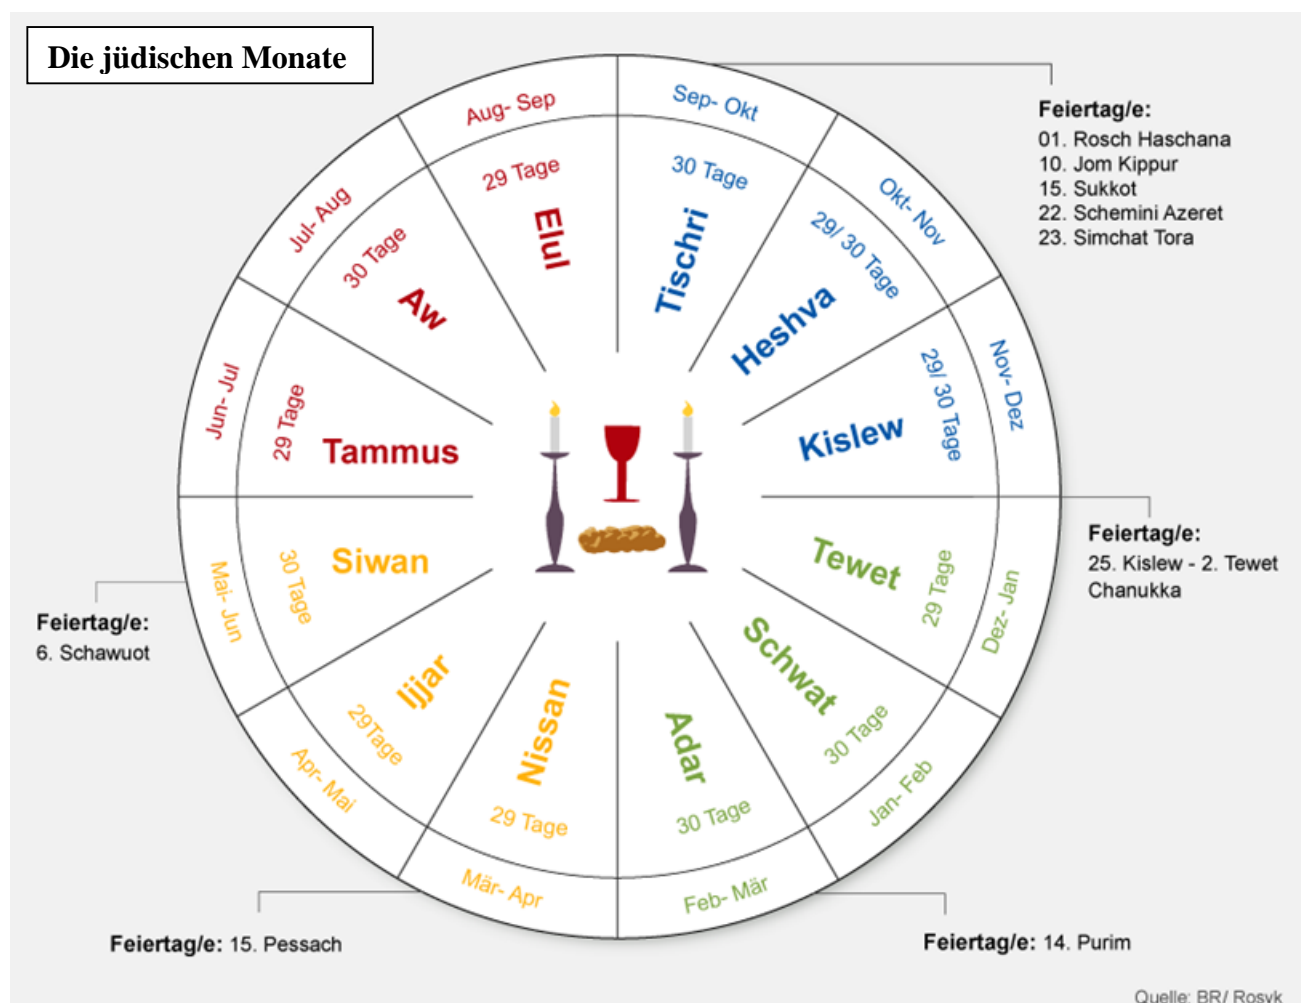 Die jüdischen Monate
Sep- Okt
30 Tage
Tischri
Feiertag/e:
01. Rosch Haschana
10. Jom Kippur
15. Sukkot
22. Schemini Azeret
23. Simchat Tora
Okt- Nov
29/ 30 Tage
Heshva
Nov- Dez
29/ 30 Tage
Kislew
Feiertag/e:
25. Kislew - 2. Tewet
Chanukka
Dez- Jan
29 Tage
Tewet
Jan- Feb
30 Tage
Schwat
Feb- Mär
30 Tage
Adar
Feiertag/e: 14. Purim
Mär- Apr
29 Tage
Nissan
Feiertag/e: 15. Pessach
Apr- Mai
29Tage
Ijjar
Mai- Jun
30 Tage
Siwan
Feiertag/e:
6. Schawuot
Jun- Jul
29 Tage
Tammus
Jul- Aug
30 Tage
Aw
Aug- Sep
29 Tage
Elul
Quelle: BR/ Rosyk